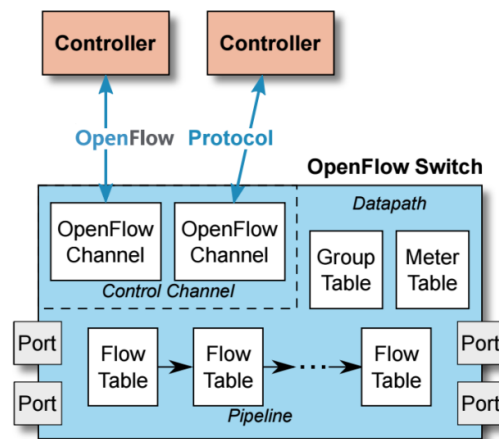 Controller
Controller
OpenFlow Protocol
OpenFlow Switch
Datapath
OpenFlow
Channel
OpenFlow
Channel
Control Channel
Group
Table
Meter
Table
Port
Port
Flow
Table
Flow
Table
Flow
Table
Pipeline
Port
Port